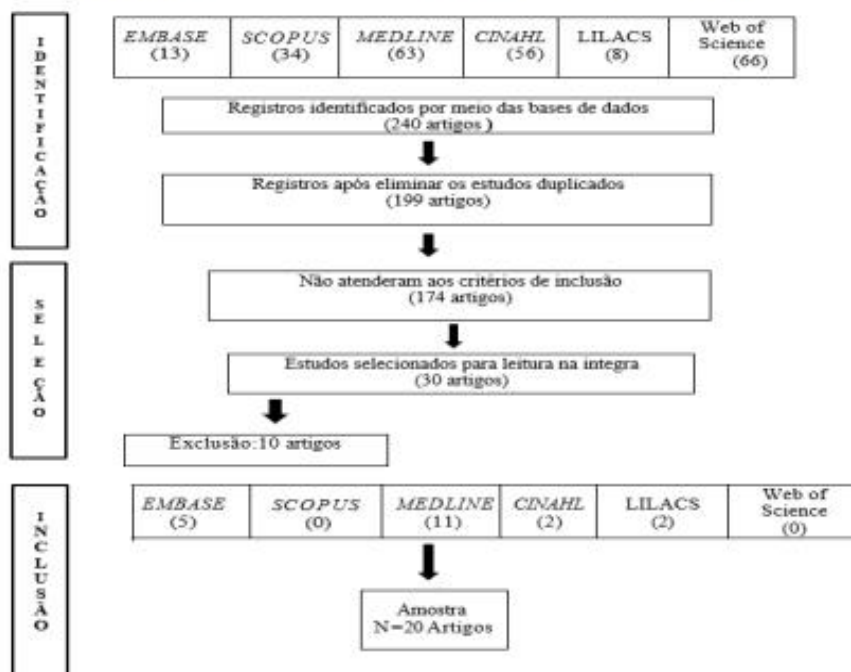 IDENTIFICAÇÃO
EMBASE
(13)
SCOPUS
(34)
MEDLINE
(63)
CINAHL
(56)
LILACS
(8)
Web of
Science
(66)
Registros identificados por meio das bases de dados
(240 artigos )
Registros após eliminar os estudos duplicados
(199 artigos)
SELEÇÃO
Não atenderam aos critérios de inclusão
(174 artigos)
Estudos selecionados para leitura na integra
(30 artigos)
Exclusão:10 artigos
INCLUSÃO
EMBASE
(5)
SCOPUS
(0)
MEDLINE
(11)
CINAHL
(2)
LILACS
(2)
Web of
Science
(0)
Amostra
N=20 Artigos